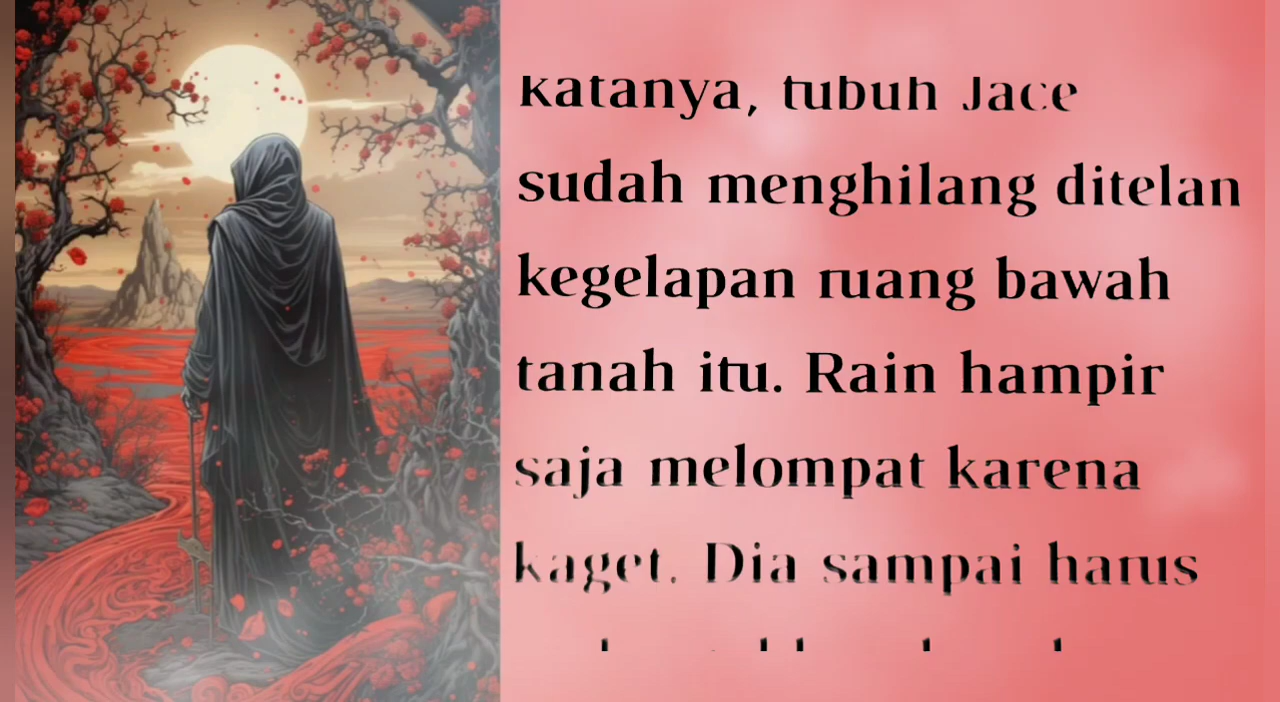 katanya, tubuh Jace
sudah menghilang ditelan
kegelapan ruang bawah
tanah itu. Rain hampir
saja melompat karena
kaget. Dia sampai harus